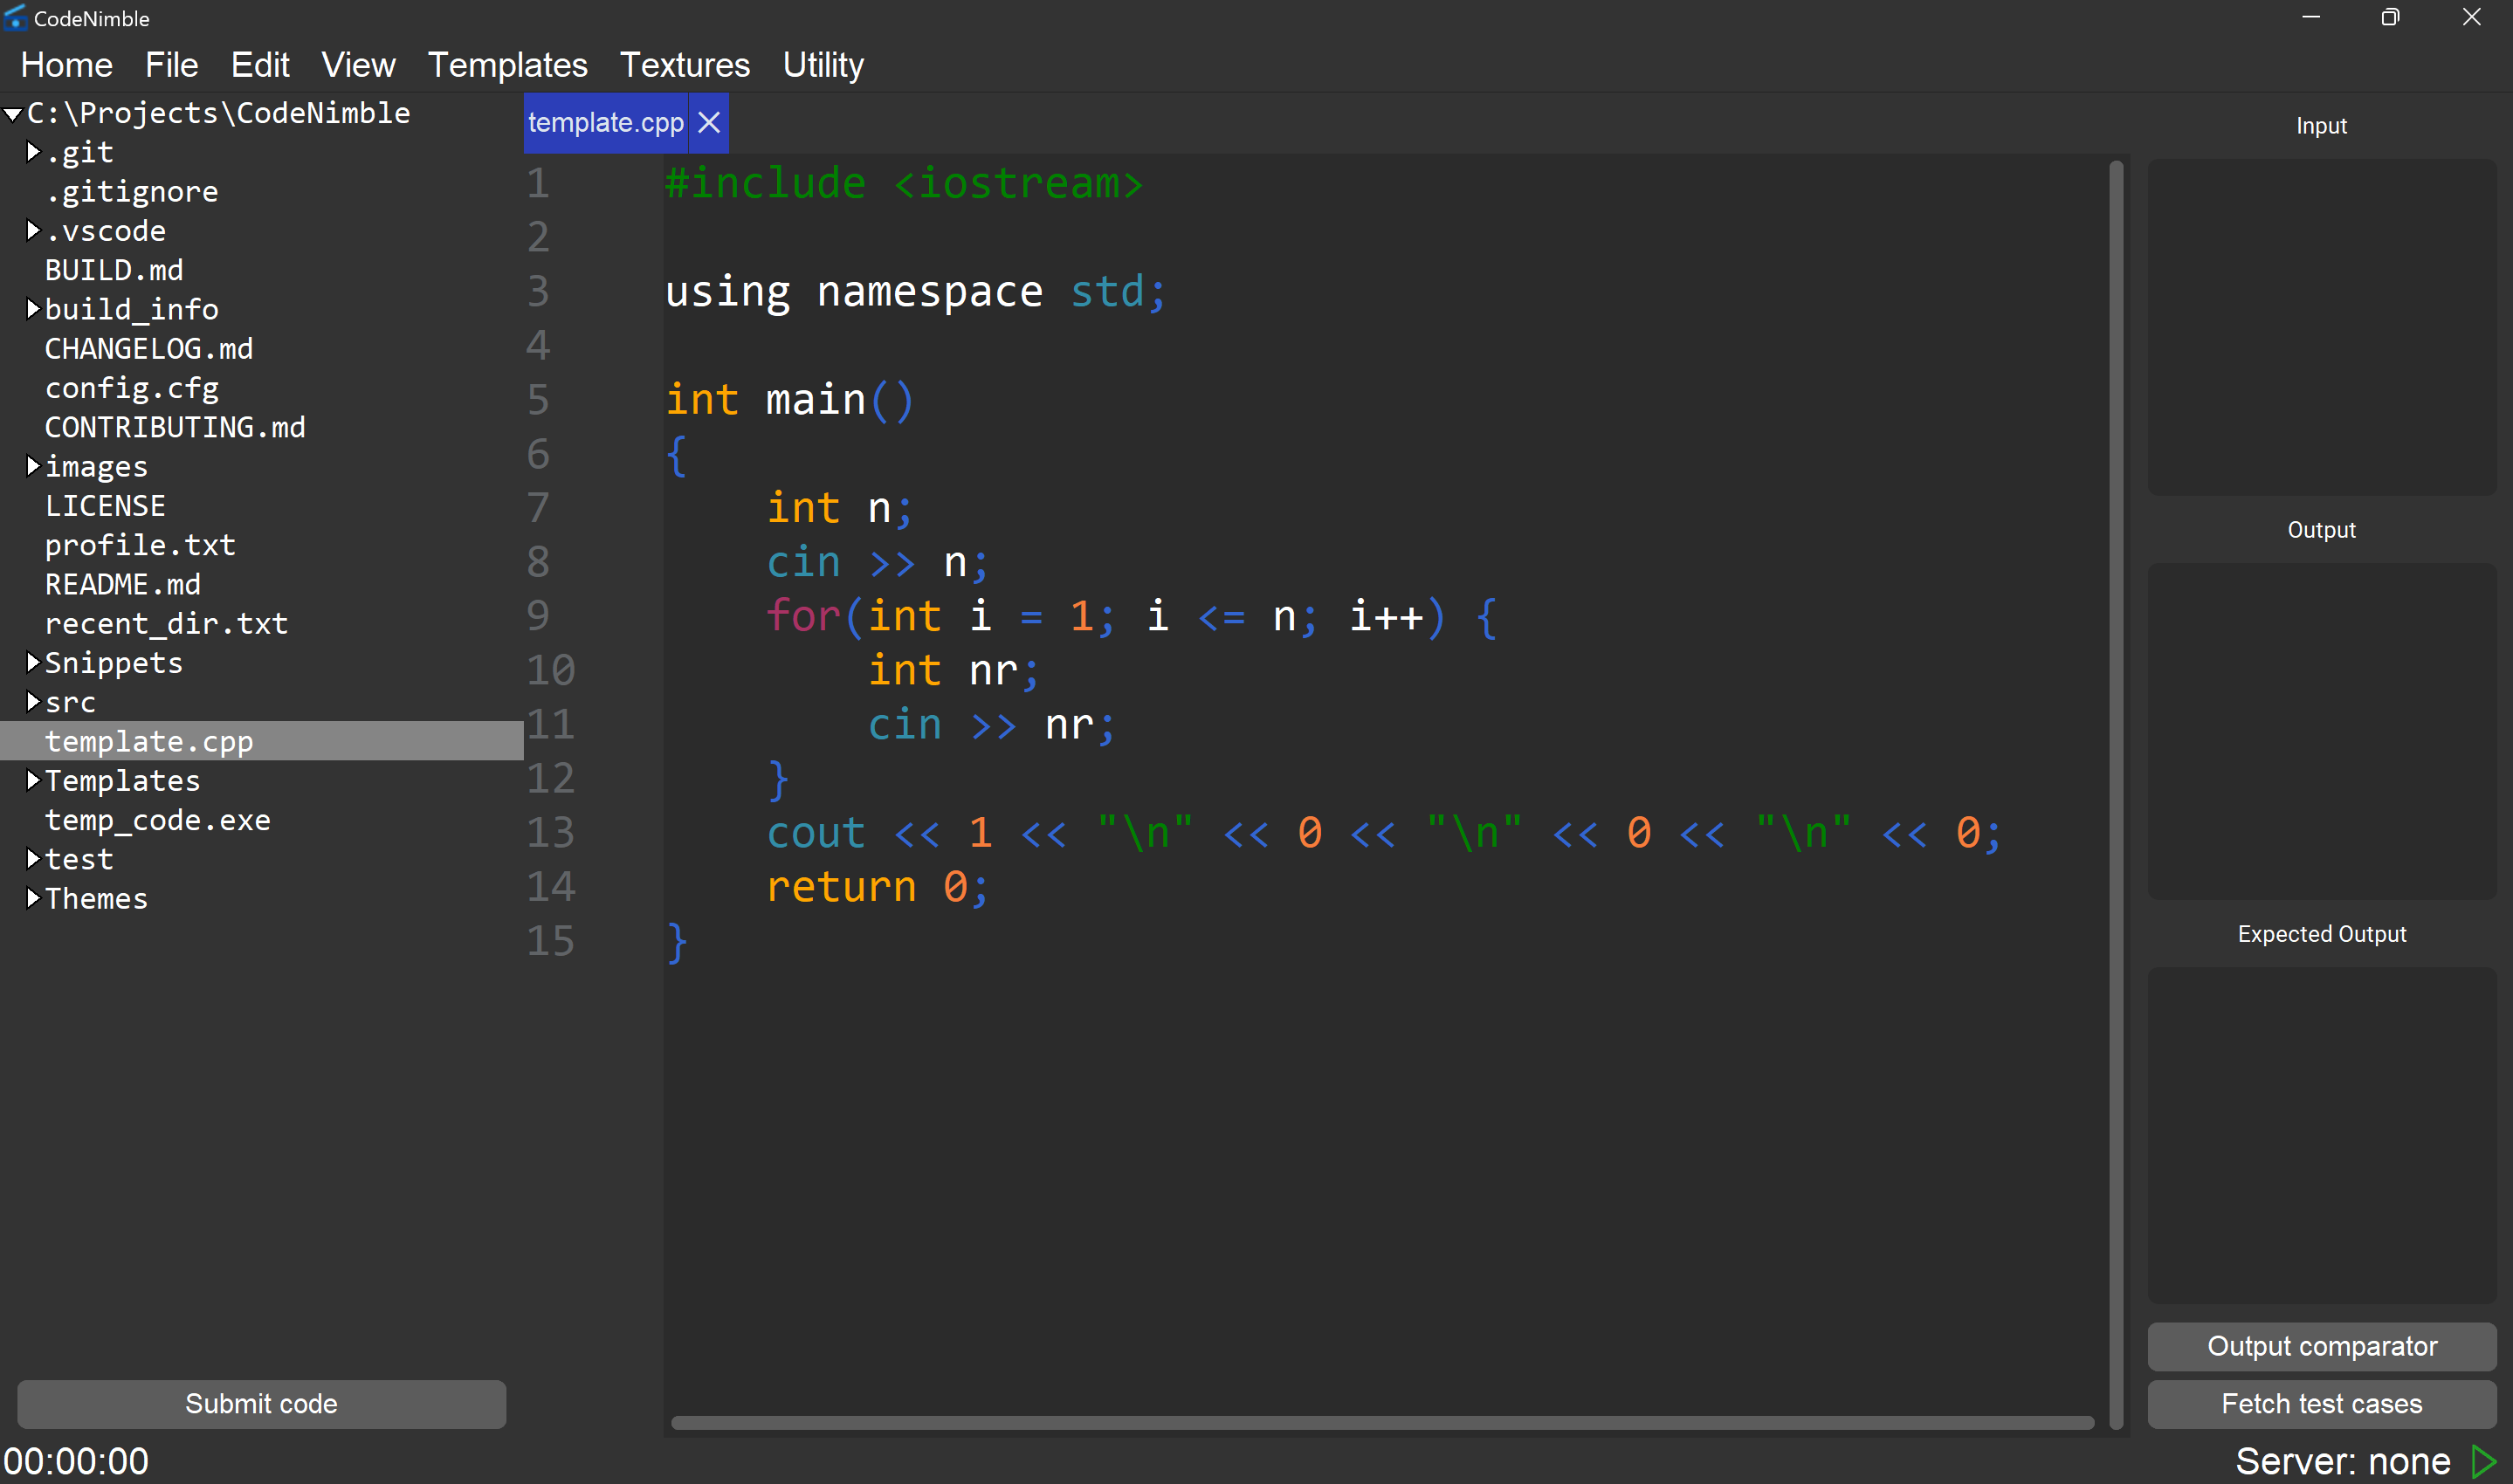 CodeNimble
Home File Edit View Templates Textures Utility
C:\Projects\CodeNimble
.git
.gitignore
.vscode
BUILD.md
build_info
CHANGELOG.md
config.cfg
CONTRIBUTING.md
images
LICENSE
profile.txt
README.md
recent_dir.txt
Snippets
src
template.cpp
Templates
temp_code.exe
test
Themes
Submit code
00:00:00
template.cpp
1 #include <iostream>
2
3 using namespace std;
4
5 int main()
6 {
7     int n;
8     cin >> n;
9     for(int i = 1; i <= n; i++) {
10         int nr;
11         cin >> nr;
12     }
13     cout << 1 << "\n" << 0 << "\n" << 0 << "\n" << 0;
14     return 0;
15 }
Input
Output
Expected Output
Output comparator
Fetch test cases
Server: none